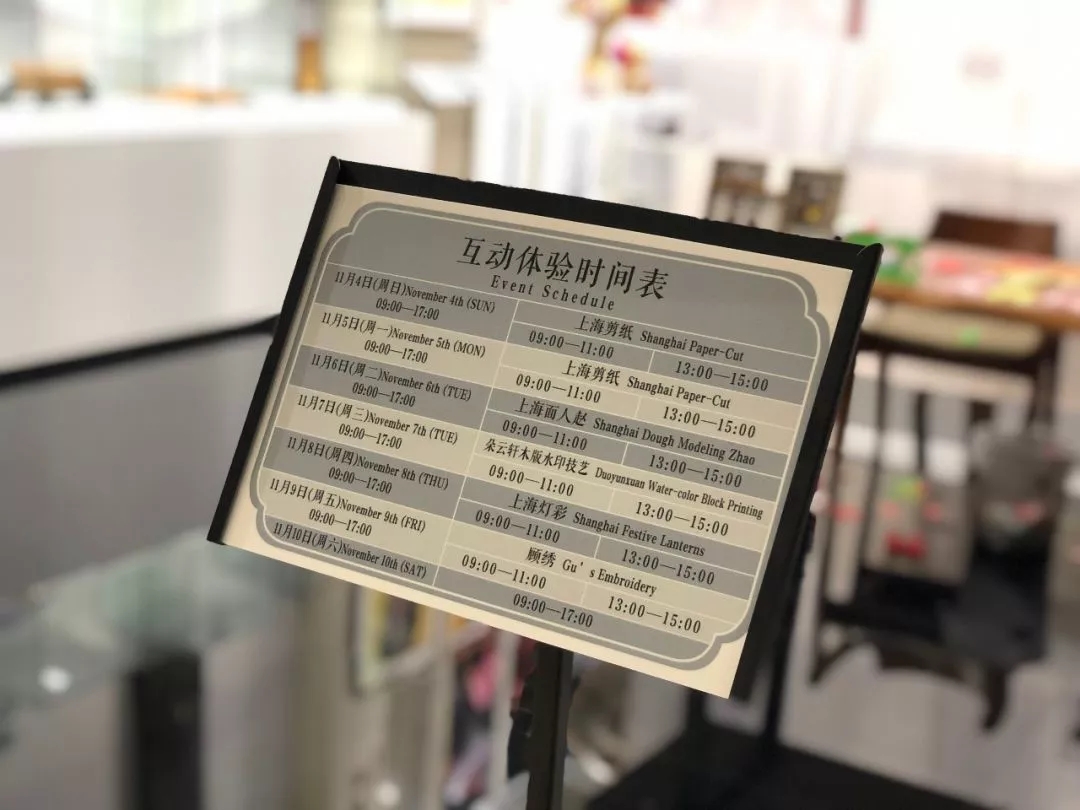 互动体验时间表
Event Schedule
11月4日(周日)November 4th (SUN)
09:00—17:00
上海剪纸 Shanghai Paper-Cut
09:00—11:00 13:00—15:00
11月5日(周一)November 5th (MON)
09:00—17:00
上海剪纸 Shanghai Paper-Cut
09:00—11:00 13:00—15:00
11月6日(周二)November 6th (TUE)
09:00—17:00
上海面人赵 Shanghai Dough Modeling Zhao
09:00—11:00 13:00—15:00
11月7日(周三)November 7th (TUE)
09:00—17:00
朵云轩木版水印技艺 Duoyunxuan Water-color Block Printing
09:00—11:00 13:00—15:00
11月8日(周四)November 8th (THU)
09:00—17:00
上海灯彩 Shanghai Festive Lanterns
09:00—11:00 13:00—15:00
11月9日(周五)November 9th (FRI)
09:00—17:00
顾绣 Gu's Embroidery
09:00—11:00 13:00—15:00
11月10日(周六)November 10th (SAT)
09:00—17:00